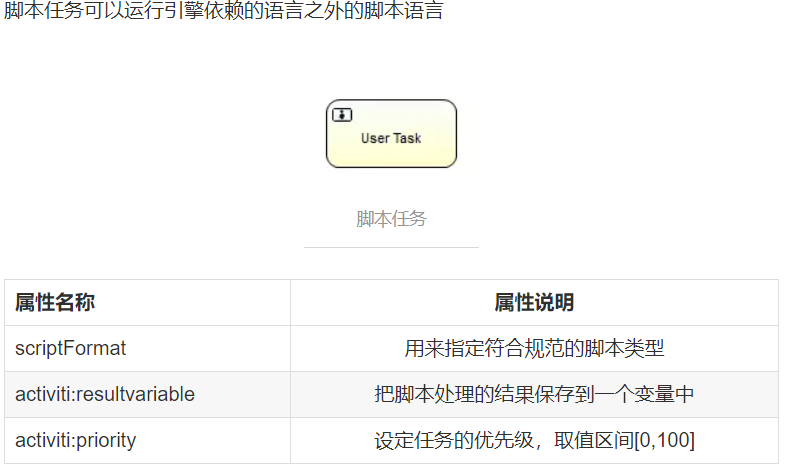 脚本任务可以运行引擎依赖的语言之外的脚本语言
User Task
脚本任务
属性名称 属性说明
scriptFormat 用来指定符合规范的脚本类型
activiti:resultvariable 把脚本处理的结果保存到一个变量中
activiti:priority 设定任务的优先级，取值区间[0,100]